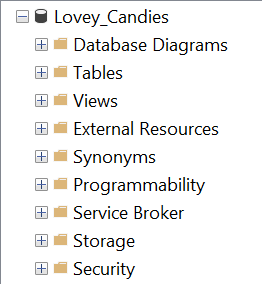 Lovey_Candies
Database Diagrams
Tables
Views
External Resources
Synonyms
Programmability
Service Broker
Storage
Security